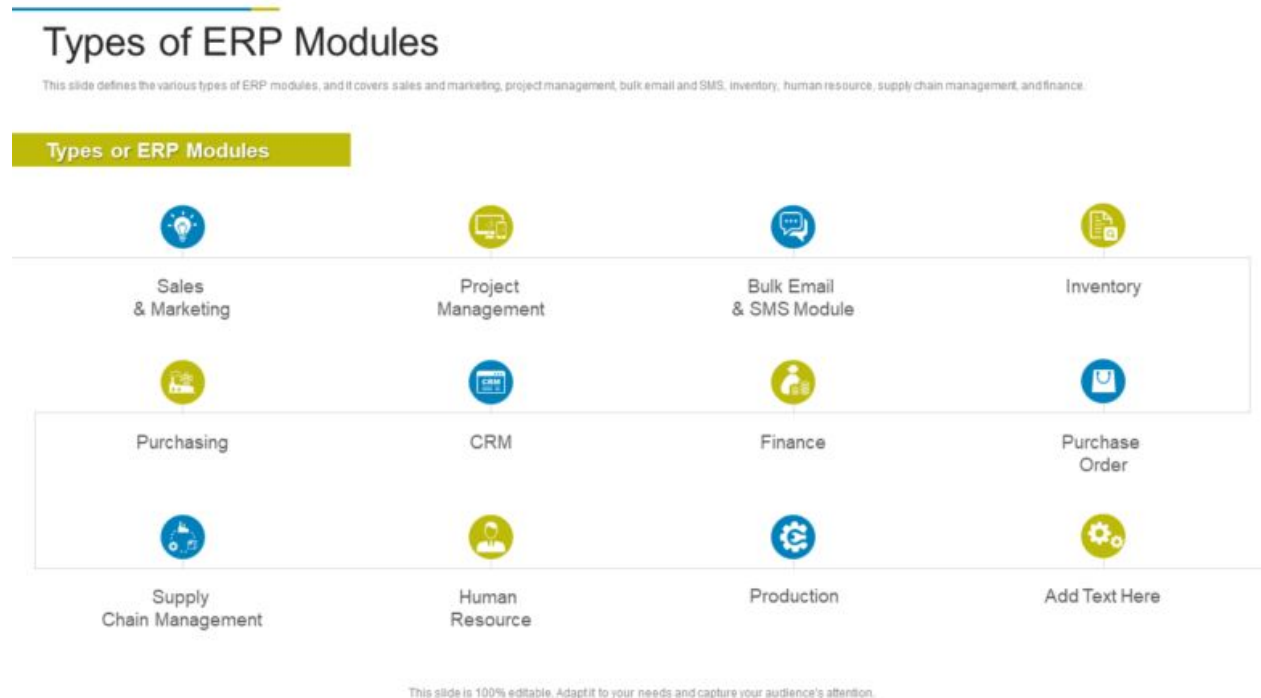 Types of ERP Modules
This slide defines the various types of ERP modules, and it covers sales and marketing, project management, bulk email and SMS, inventory, human resource, supply chain management, and finance.
Types or ERP Modules
Sales
& Marketing
Project
Management
Bulk Email
& SMS Module
Inventory
Purchasing
CRM
CRM
Finance
Purchase
Order
Supply
Chain Management
Human
Resource
Production
Add Text Here
This slide is 100% editable. Adapt it to your needs and capture your audience's attention.